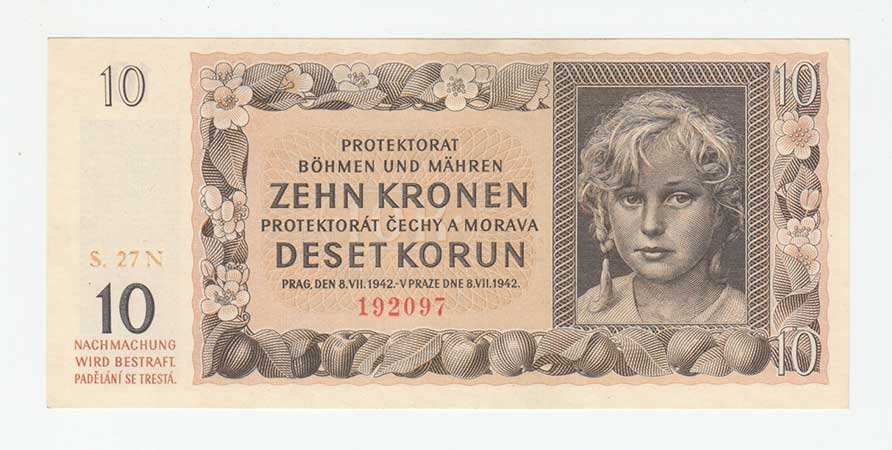 10
PROTEKTORAT
BÖHMEN UND MÄHREN
ZEHN KRONEN
PROTEKTORÁT ČECHY A MORAVA
DESET KORUN
PRAG, DEN 8. VII. 1942.-V PRAZE DNE 8. VII. 1942.
192097
S. 27 N
10
NACHMACHUNG
WIRD BESTRAFT.
PADĚLÁNÍ SE TRESTÁ.
10
10